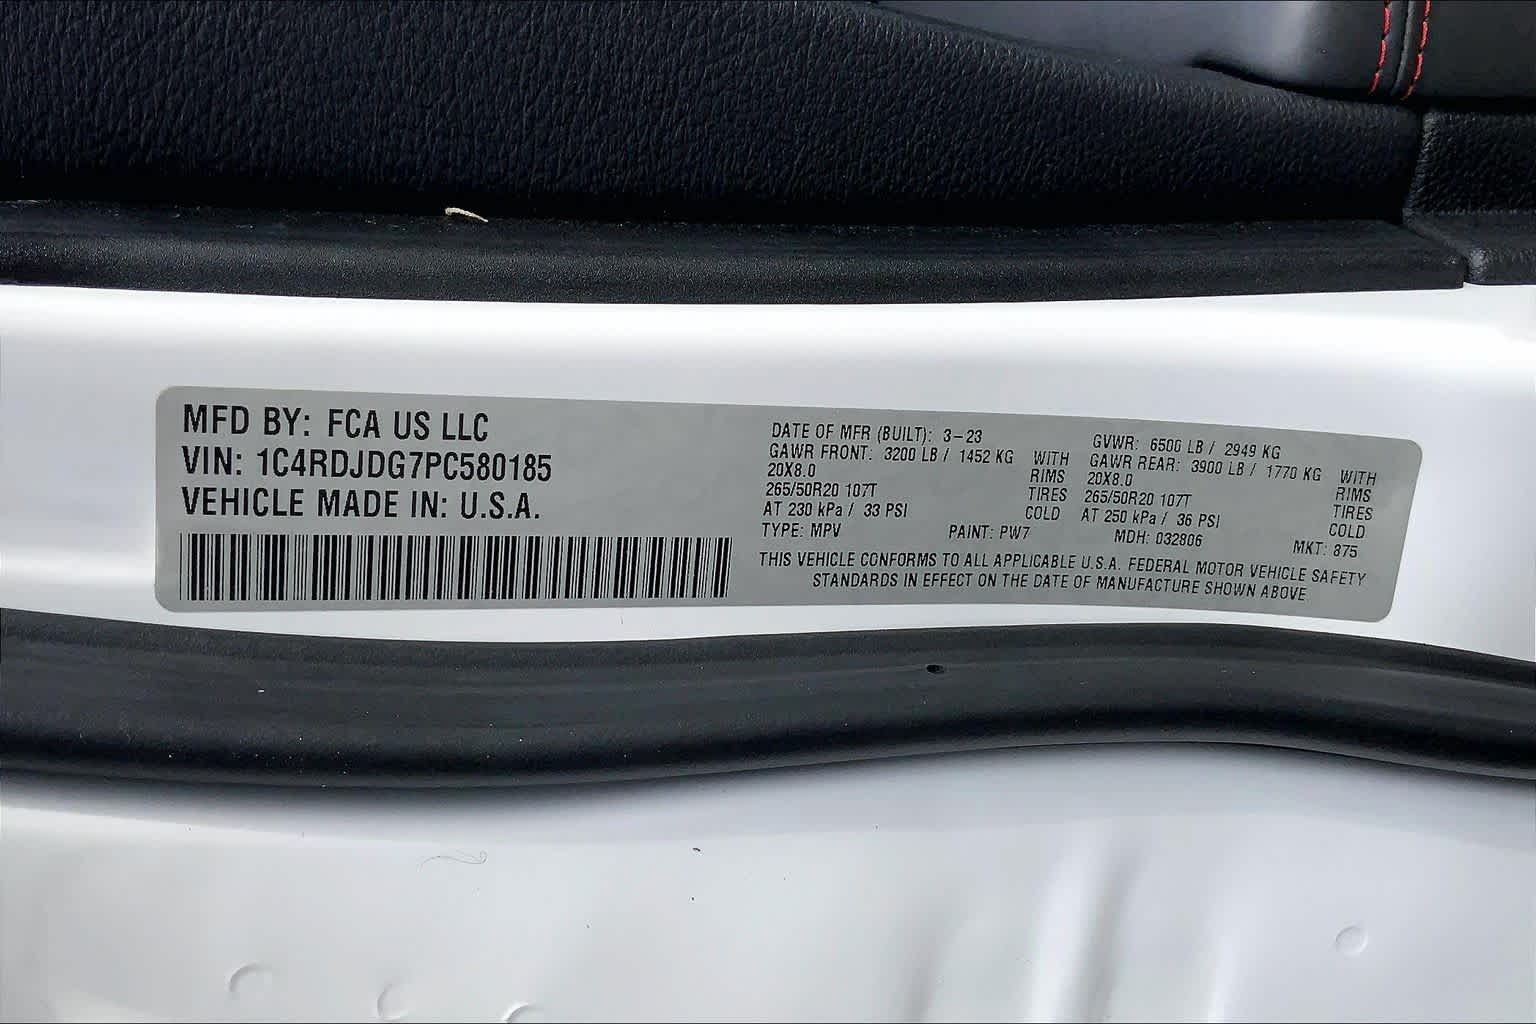 MFD BY: FCA US LLC
VIN: 1C4RDJDG7PC580185
VEHICLE MADE IN: U.S.A.
DATE OF MFR (BUILT): 3-23
GAWR FRONT: 3200 LB / 1452 KG WITH
20X8.0 RIMS
265/50R20 107T TIRES
AT 230 kPa / 33 PSI COLD
TYPE: MPV PAINT: PW7
GVWR: 6500 LB / 2949 KG
GAWR REAR: 3900 LB / 1770 KG WITH
20X8.0 RIMS
265/50R20 107T TIRES
AT 250 kPa / 36 PSI COLD
MDH: 032806 MKT: 875
THIS VEHICLE CONFORMS TO ALL APPLICABLE U.S.A. FEDERAL MOTOR VEHICLE SAFETY
STANDARDS IN EFFECT ON THE DATE OF MANUFACTURE SHOWN ABOVE.